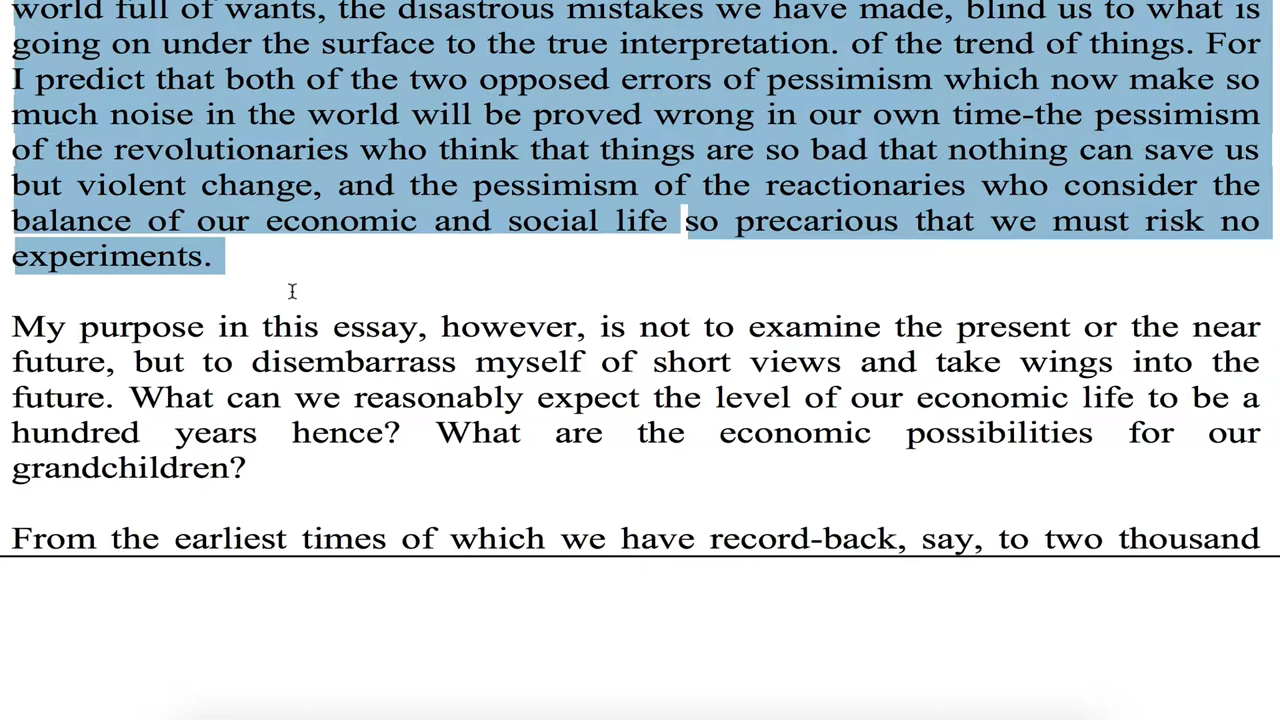 world full of wants, the disastrous mistakes we have made, blind us to what is
going on under the surface to the true interpretation. of the trend of things. For
I predict that both of the two opposed errors of pessimism which now make so
much noise in the world will be proved wrong in our own time-the pessimism
of the revolutionaries who think that things are so bad that nothing can save us
but violent change, and the pessimism of the reactionaries who consider the
balance of our economic and social life so precarious that we must risk no
experiments.
My purpose in this essay, however, is not to examine the present or the near
future, but to disembarrass myself of short views and take wings into the
future. What can we reasonably expect the level of our economic life to be a
hundred years hence? What are the economic possibilities for our
grandchildren?
From the earliest times of which we have record-back, say, to two thousand